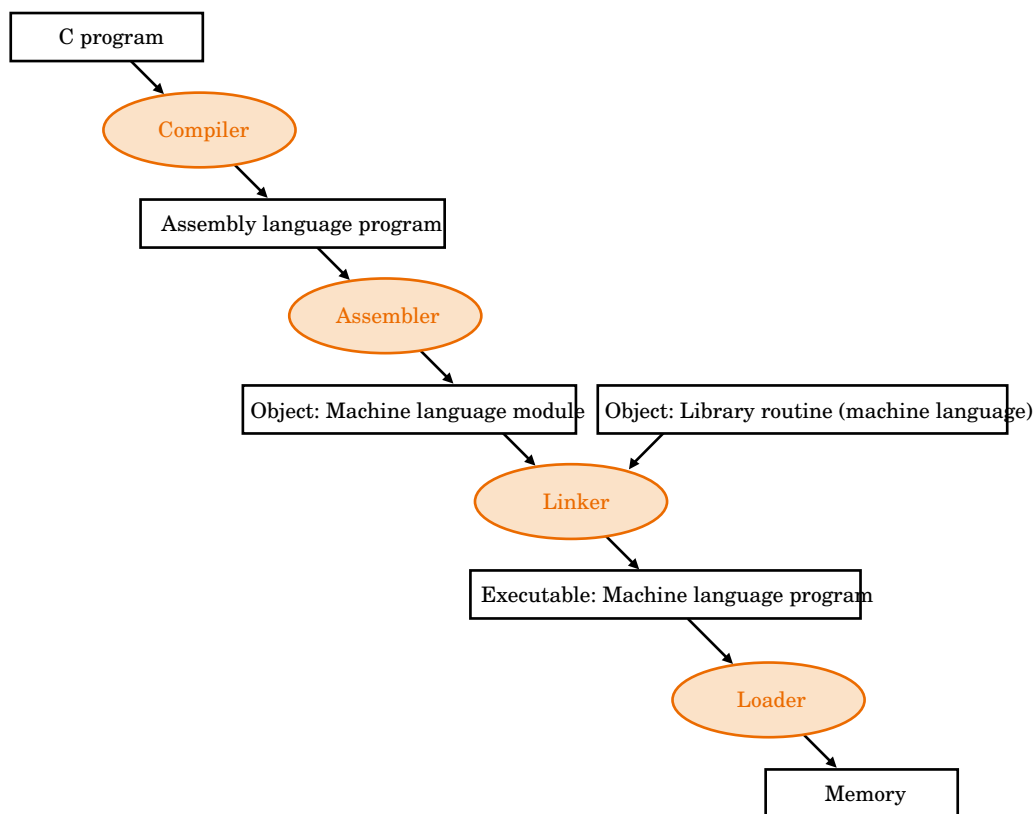 C program
Compiler
Assembly language program
Assembler
Object: Machine language module
Object: Library routine (machine language)
Linker
Executable: Machine language program
Loader
Memory